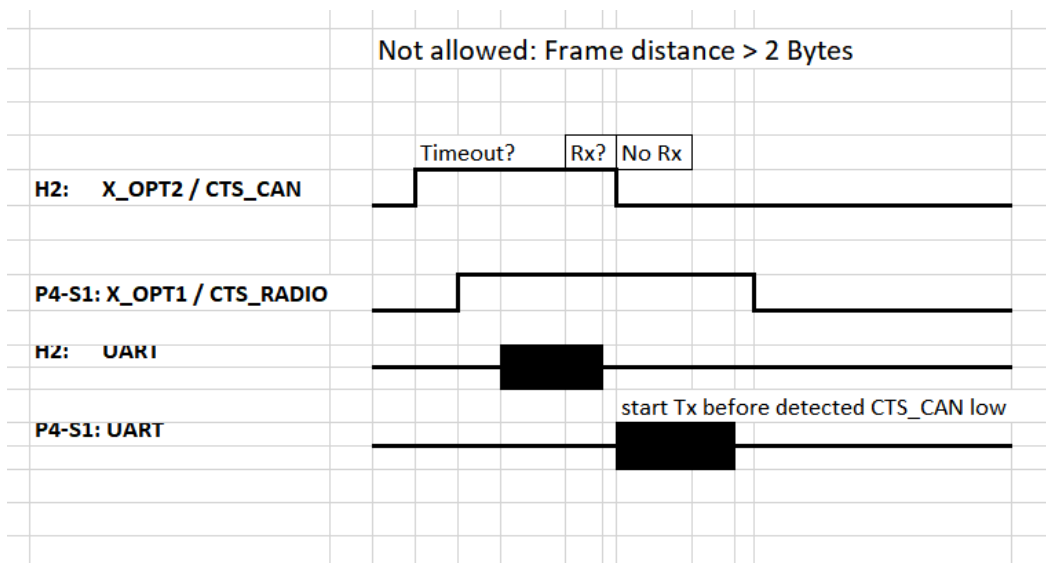 Not allowed: Frame distance > 2 Bytes
Timeout? Rx? No Rx
H2: X_OPT2 / CTS_CAN
P4-S1: X_OPT1 / CTS_RADIO
H2: UART
start Tx before detected CTS_CAN low
P4-S1: UART